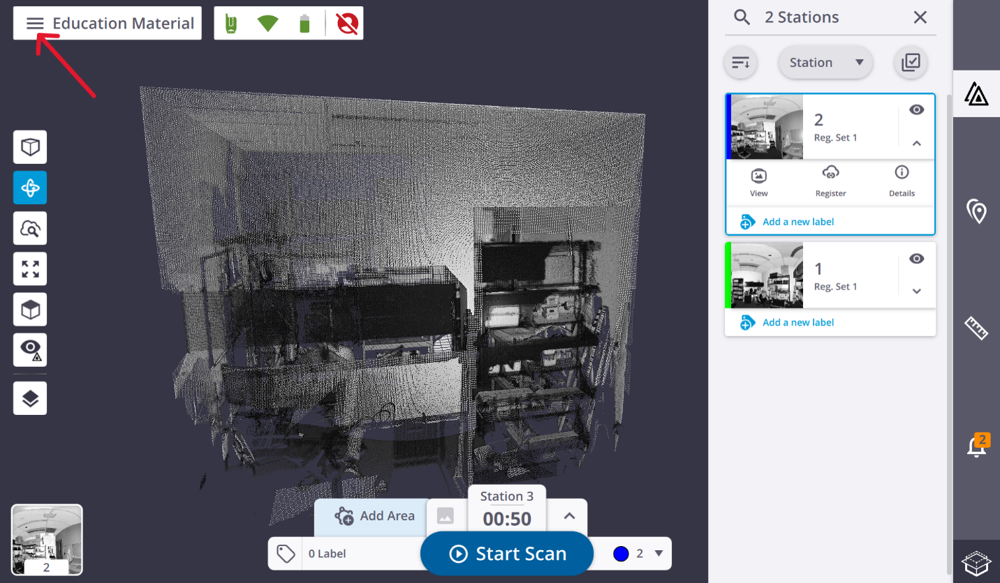 Education Material
2 Stations
Station
2
Reg. Set 1
View
Register
Details
Add a new label
1
Reg. Set 1
Add a new label
2
Station 3
Add Area
00:50
0 Label
Start Scan
2
2